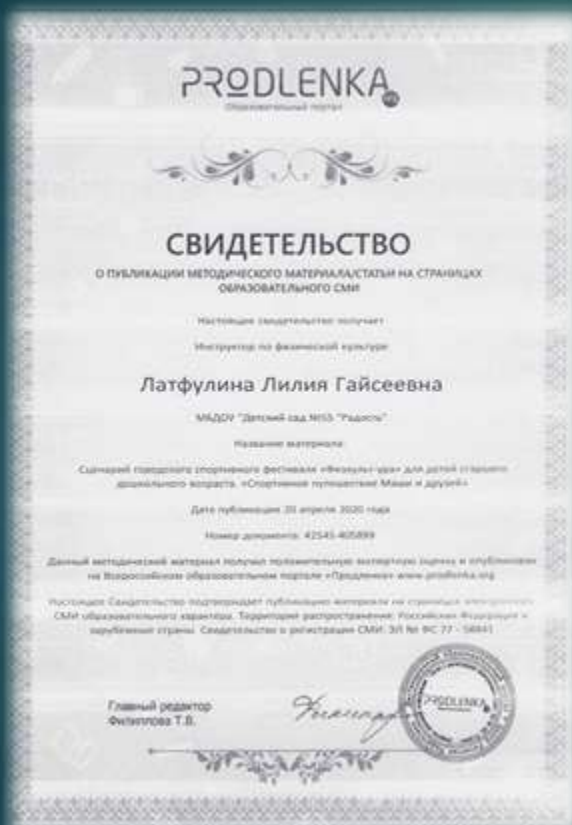 PRODLENKA
Образовательный портал
СВИДЕТЕЛЬСТВО
О ПУБЛИКАЦИИ МЕТОДИЧЕСКОГО МАТЕРИАЛА/СТАТЬИ НА СТРАНИЦАХ
ОБРАЗОВАТЕЛЬНОГО СМИ
Настоящее свидетельство получает
Инструктор по физической культуре
Латфулина Лилия Гайсеевна
МАДОУ "Детский сад №55 "Радость"
Название материала:
Сценарий городского спортивного фестиваля «Физкульт-ура» для детей старшего
дошкольного возраста. «Спортивное путешествие Маши и друзей»
Дата публикации 20 апреля 2020 года
Номер документа: 42545-405899
Данный методический материал получил положительную экспертную оценку и опубликован
на Всероссийском образовательном портале «Продленка» www.prodlenka.org
Настоящее Свидетельство подтверждает публикацию материала на страницах электронного
СМИ образовательного характера. Территория распространения: Российская Федерация и
зарубежные страны. Свидетельство о регистрации СМИ: ЭЛ № ФС 77 - 58841
Главный редактор
Филиппова Т.В.
PRODLENKA